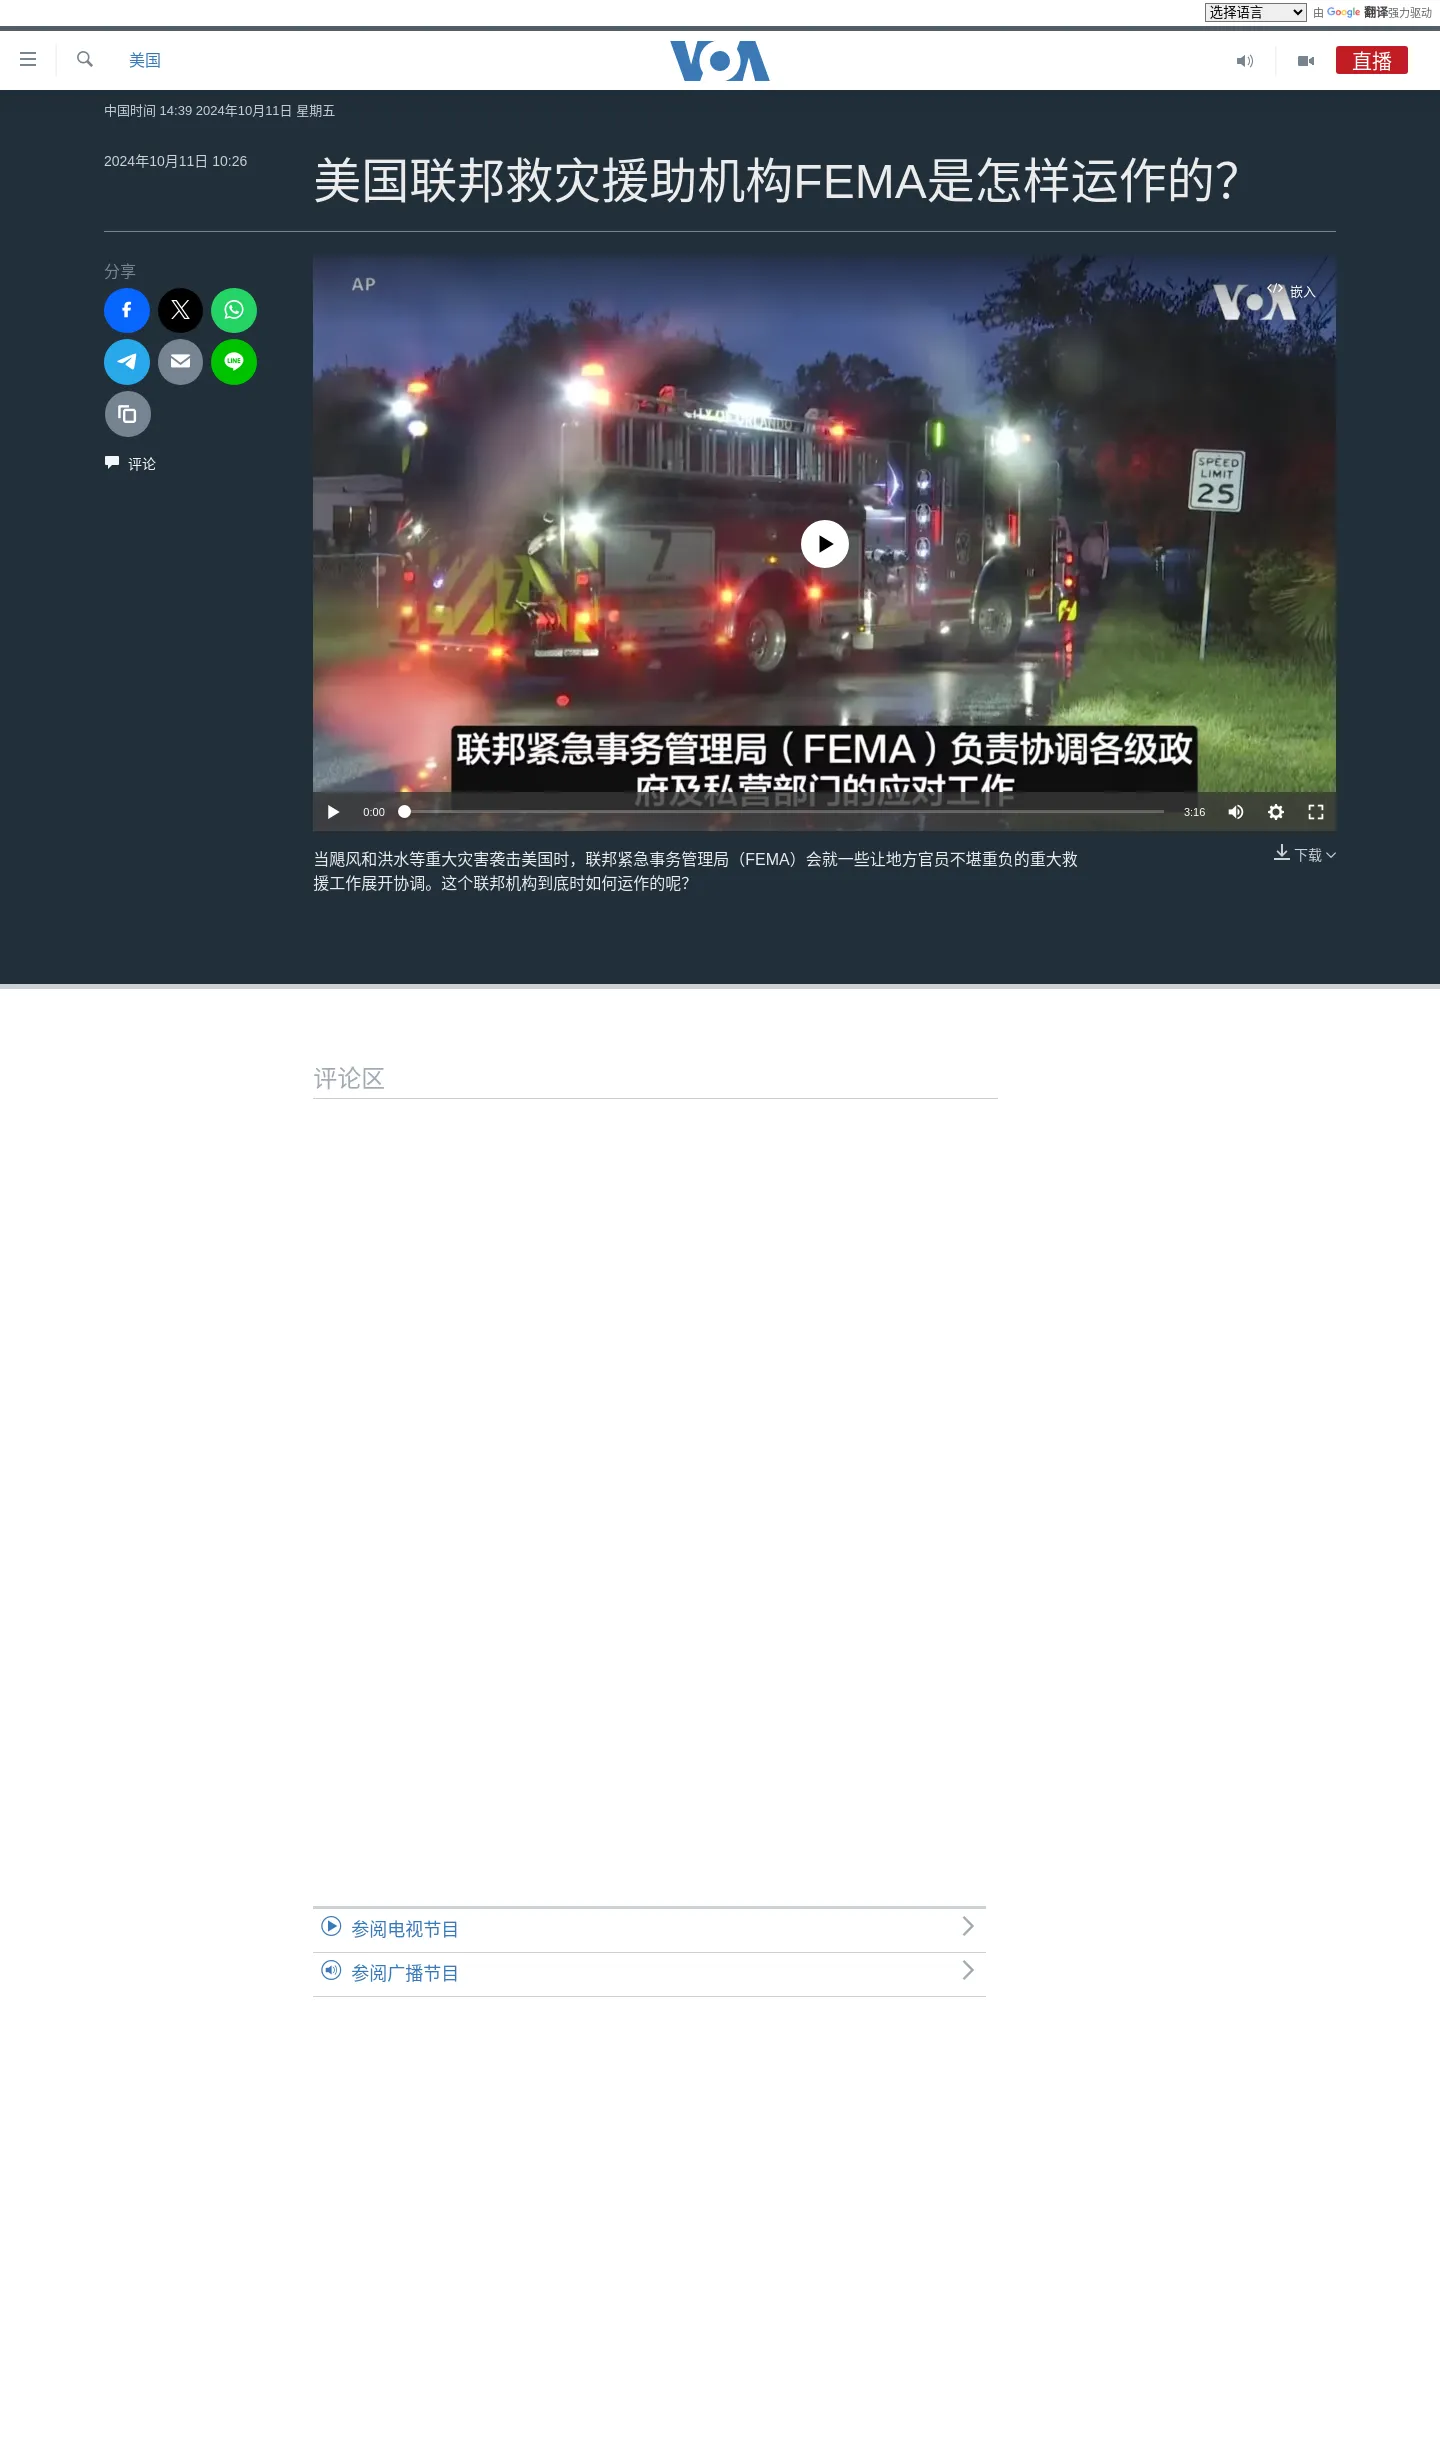 选择语言
由 Google 翻译强力驱动
美国
VOA
直播
中国时间 14:39 2024年10月11日 星期五
2024年10月11日 10:26
美国联邦救灾援助机构FEMA是怎样运作的？
分享
AP
VOA
嵌入
CITY OF ORLANDO
SPEED
LIMIT
25
7
LINE
评论
联邦紧急事务管理局（FEMA）负责协调各级政
府及私营部门的应对工作
0:00
3:16
当飓风和洪水等重大灾害袭击美国时，联邦紧急事务管理局（FEMA）会就一些让地方官员不堪重负的重大救
援工作展开协调。这个联邦机构到底时如何运作的呢？
下载
评论区
参阅电视节目
参阅广播节目